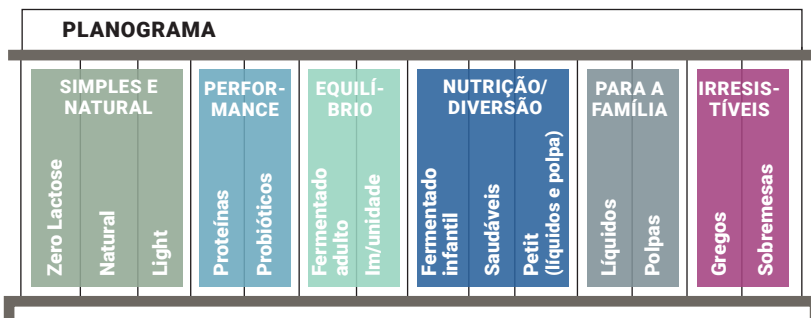 PLANOGRAMA
SIMPLES E
NATURAL
Zero Lactose
Natural
Light
PERFOR-
MANCE
Proteínas
Probióticos
EQUILÍ-
BRIO
Fermentado
adulto
Im/unidade
NUTRIÇÃO/
DIVERSÃO
Fermentado
infantil
Saudáveis
Petit
(líquidos e polpa)
PARA A
FAMÍLIA
Líquidos
Polpas
IRRESIS-
TÍVEIS
Gregos
Sobremesas